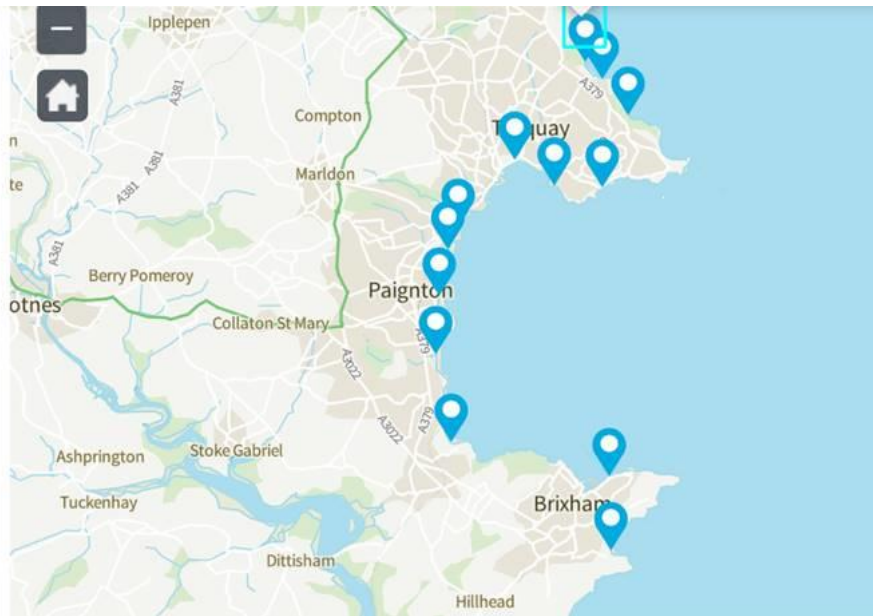 Ipplepen
A381
A379
Compton
T quay
A381
Marldon
A381
A381
Berry Pomeroy
Paignton
otnes
Collaton St Mary
A379
A3022
A379
A3022
Stoke Gabriel
Ashprington
Tuckenhay
Brixham
Dittisham
Hillhead